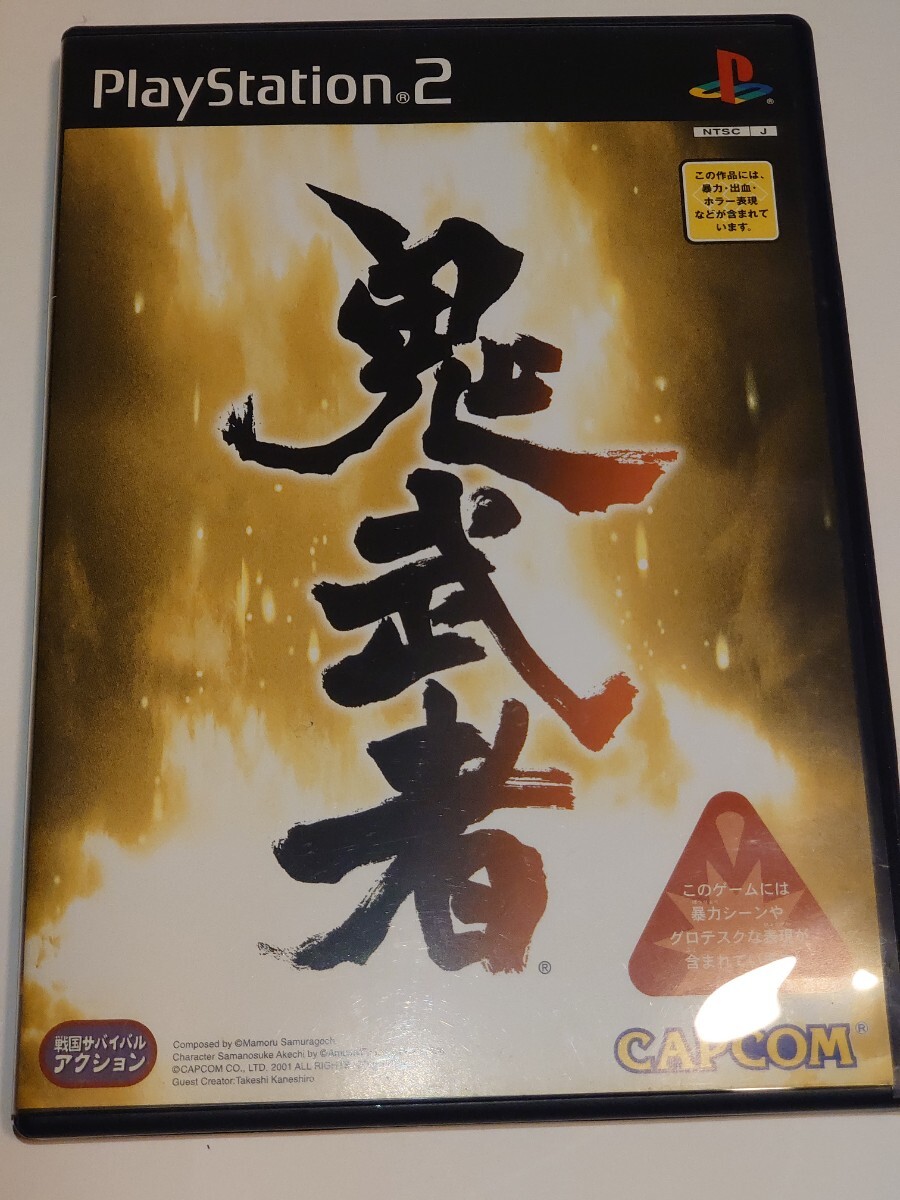 PlayStation®2
NTSC J
この作品には、
暴力・出血・
ホラー表現
などが含まれて
います。
鬼武者
®
このゲームには
暴力シーンや
グロテスクな表現が
含まれて
戦国サバイバル
アクション
Composed by ©Mamoru Samuragoch
Character Samanosuke Akechi by
©CAPCOM CO., LTD. 2001 ALL RIGHTS
Guest Creator:Takeshi Kaneshiro
CAPCOM®